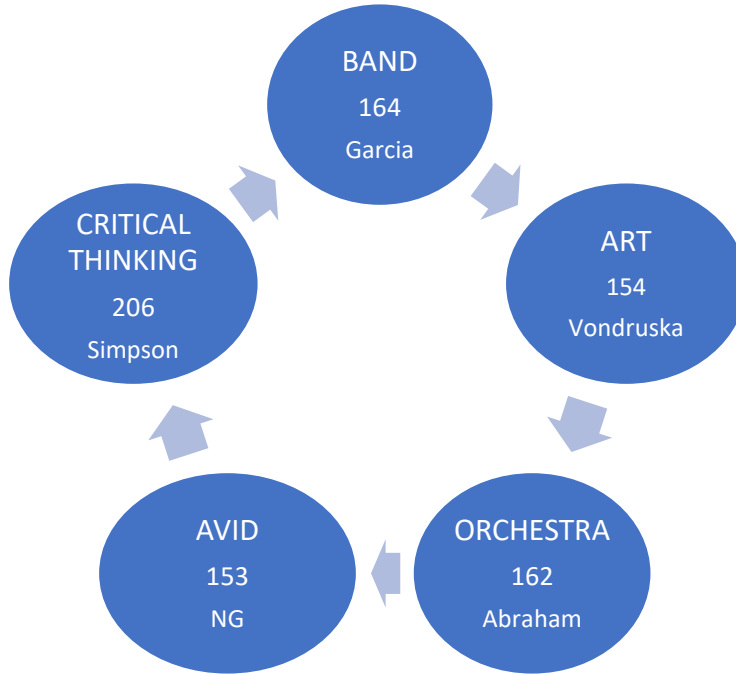 BAND
164
Garcia
ART
154
Vondruska
ORCHESTRA
162
Abraham
AVID
153
NG
CRITICAL
THINKING
206
Simpson